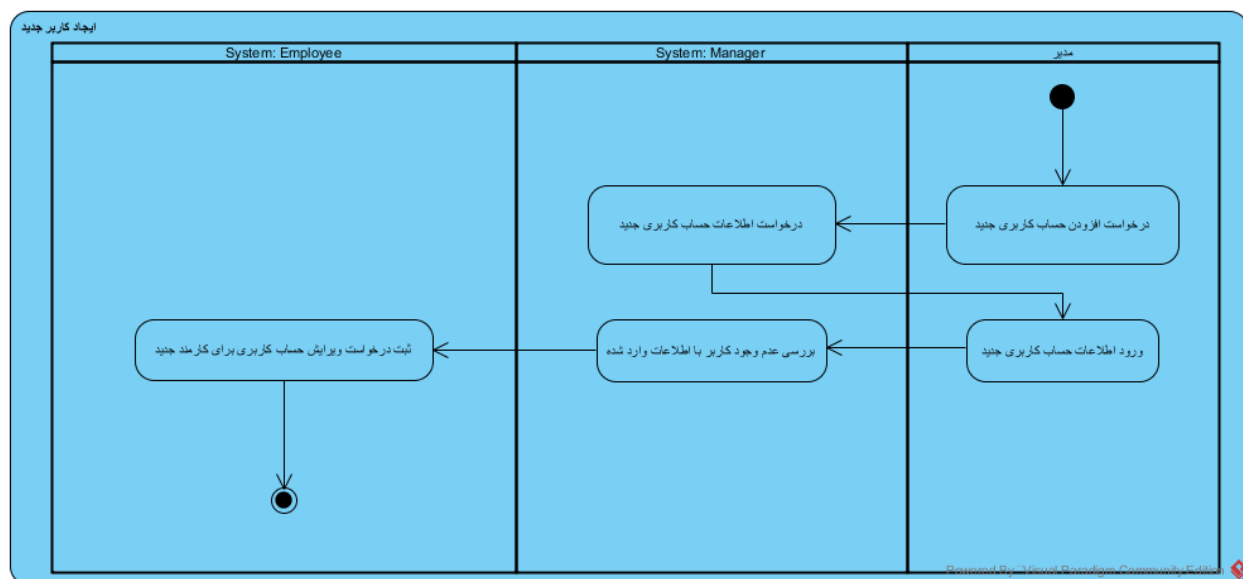 ایجاد کاربر جدید
System: Employee
System: Manager
مدیر
درخواست افزودن حساب کاربری جدید
درخواست اطلاعات حساب کاربری جدید
ورود اطلاعات حساب کاربری جدید
بررسی عدم وجود کاربر با اطلاعات وارد شده
ثبت درخواست ویرایش حساب کاربری برای کارمند جدید
Powered By Visual Paradigm Community Edition